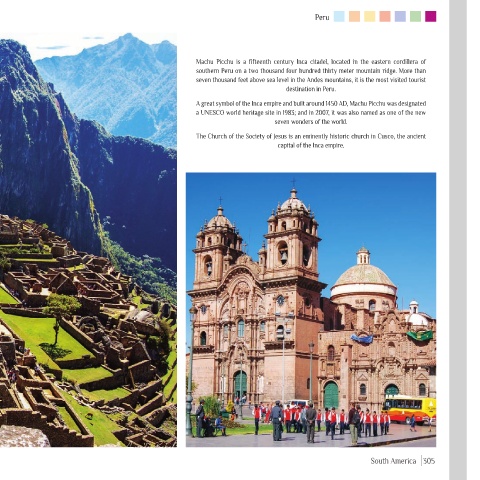 Peru
Machu Picchu is a fifteenth century Inca citadel, located in the eastern cordillera of
southern Peru on a two thousand four hundred thirty meter mountain ridge. More than
seven thousand feet above sea level in the Andes mountains, it is the most visited tourist
destination in Peru.
A great symbol of the Inca empire and built around 1450 AD, Machu Picchu was designated
a UNESCO world heritage site in 1983; and in 2007, it was also named as one of the new
seven wonders of the world.
The Church of the Society of Jesus is an eminently historic church in Cusco, the ancient
capital of the Inca empire.
South America 305